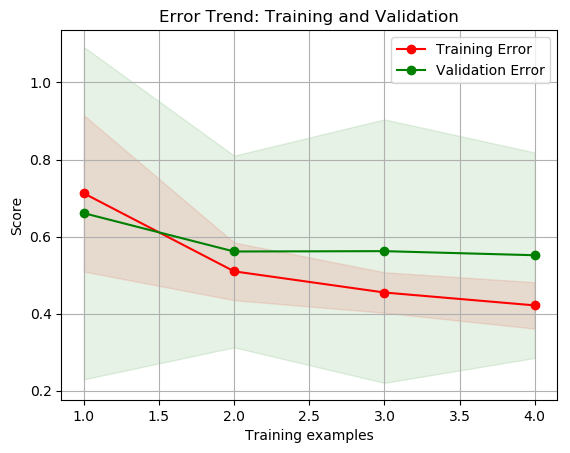 Error Trend: Training and Validation
Training Error
Validation Error
Score
1.0
0.8
0.6
0.4
0.2
1.0 1.5 2.0 2.5 3.0 3.5 4.0
Training examples